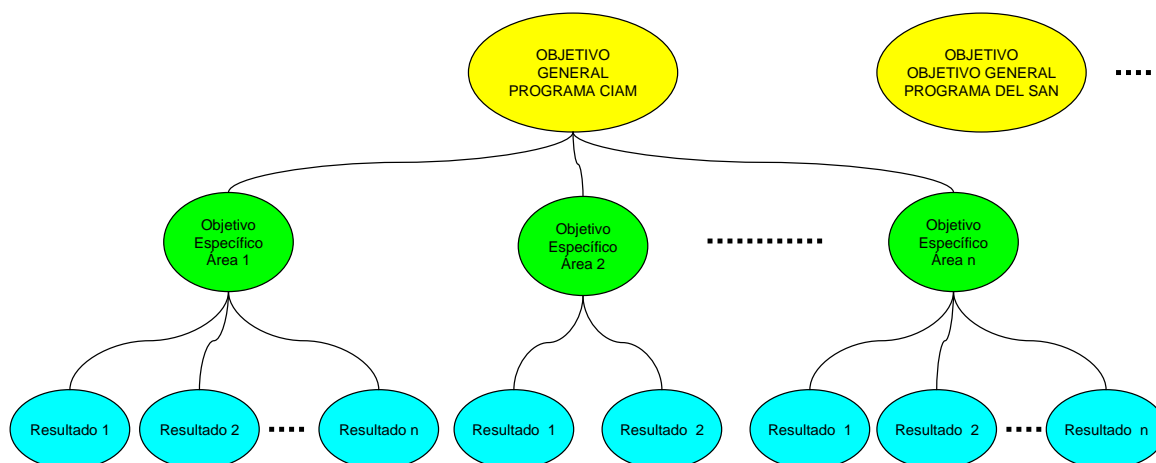 OBJETIVO
GENERAL
PROGRAMA CIAM
OBJETIVO
OBJETIVO GENERAL
PROGRAMA DEL SAN
Objetivo
Específico
Área 1
Objetivo
Específico
Área 2
Objetivo
Específico
Área n
Resultado 1
Resultado 2
Resultado n
Resultado 1
Resultado 2
Resultado 1
Resultado 2
Resultado n